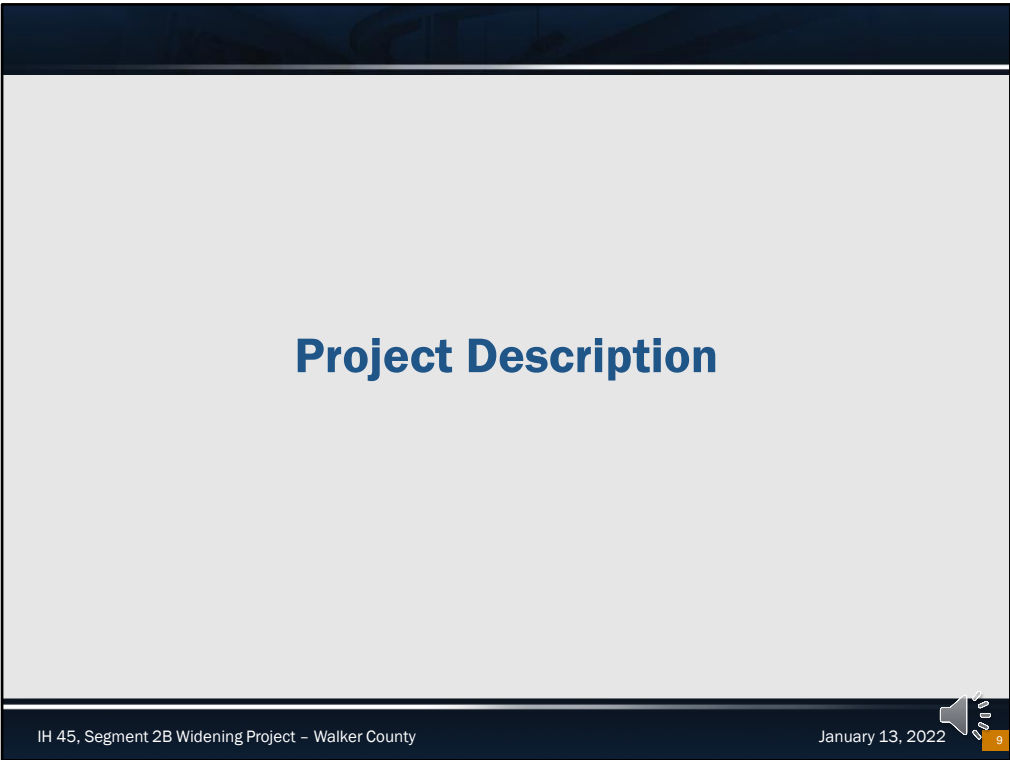 Project Description
IH 45, Segment 2B Widening Project – Walker County
January 13, 2022
9